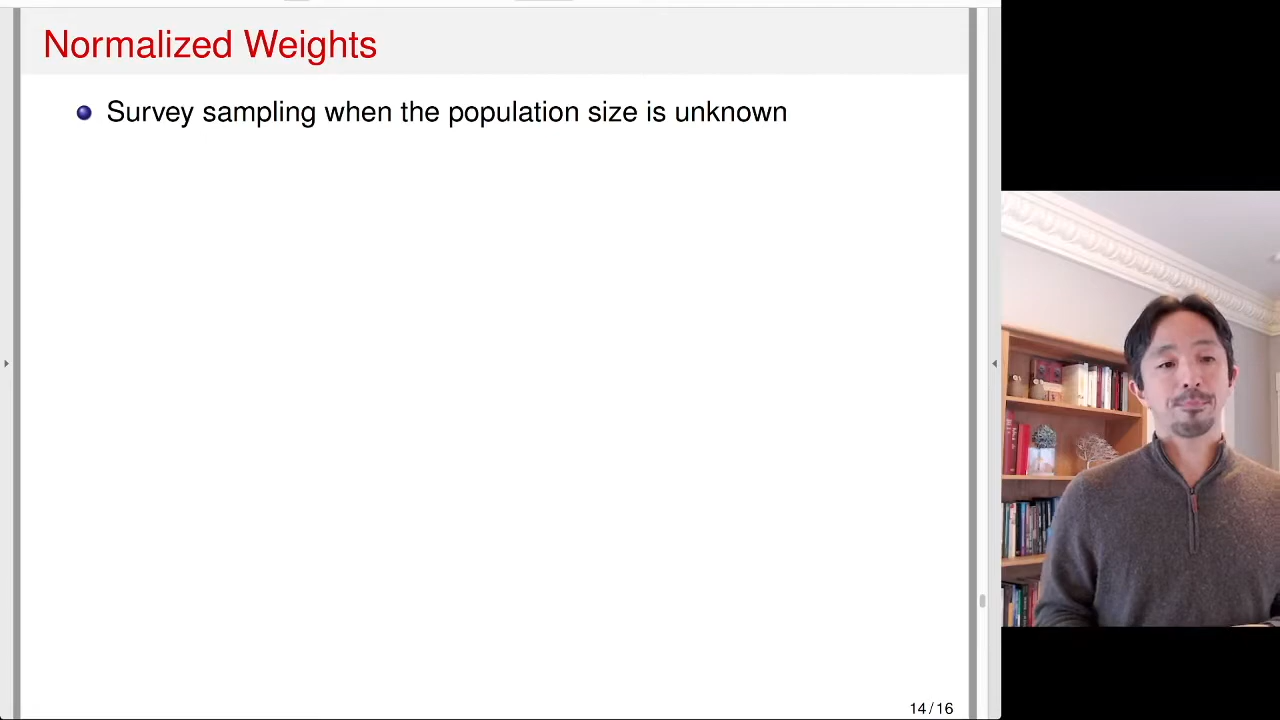 Normalized Weights
Survey sampling when the population size is unknown
14 / 16